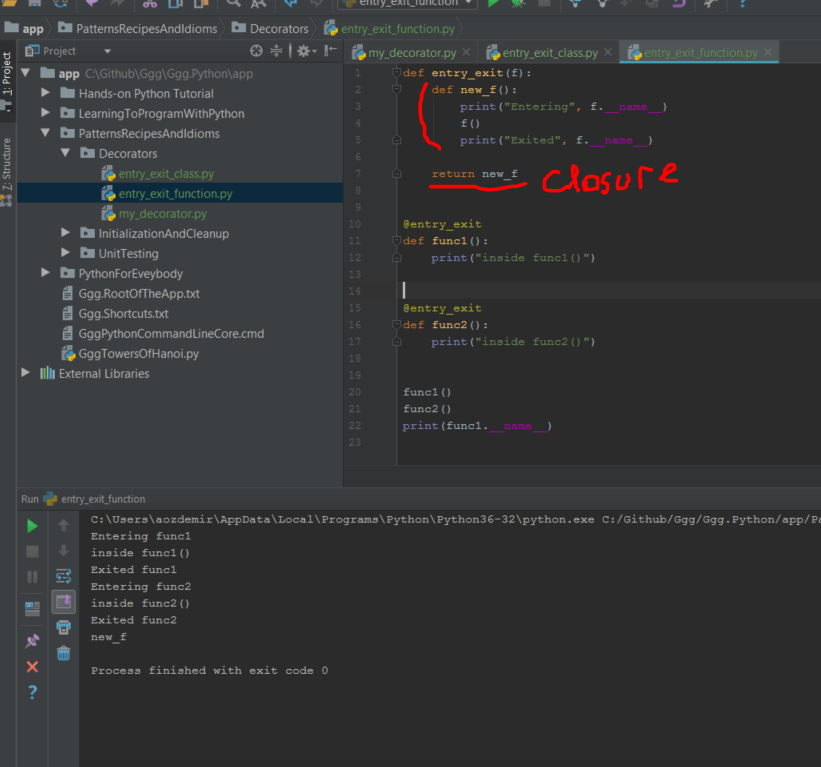 entry_exit_function
app PatternsRecipesAndIdioms Decorators entry_exit_function.py
Project my_decorator.py entry_exit_class.py entry_exit_function.py
1: Project
Z: Structure
app C:\Github\Ggg\Ggg.Python\app
Hands-on Python Tutorial
LearningToProgramWithPython
PatternsRecipesAndIdioms
Decorators
entry_exit_class.py
entry_exit_function.py
my_decorator.py
InitializationAndCleanup
UnitTesting
PythonForEveybody
Ggg.RootOfTheApp.txt
Ggg.Shortcuts.txt
GggPythonCommandLineCore.cmd
GggTowersOfHanoi.py
External Libraries
1 def entry_exit(f):
2 def new_f():
3 print("Entering", f.__name__)
4 f()
5 print("Exited", f.__name__)
6
7 return new_f closure
8
9
10 @entry_exit
11 def func1():
12 print("inside func1()")
13
14
15 @entry_exit
16 def func2():
17 print("inside func2()")
18
19
20 func1()
21 func2()
22 print(func1.__name__)
23
Run entry_exit_function
C:\Users\aozdemir\AppData\Local\Programs\Python\Python36-32\python.exe C:/Github/Ggg/Ggg.Python/app/Pa
Entering func1
inside func1()
Exited func1
Entering func2
inside func2()
Exited func2
new_f
Process finished with exit code 0